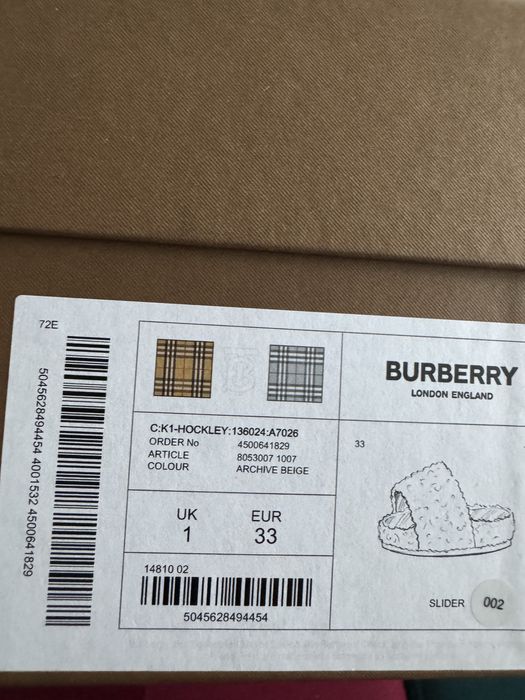 72E
5045628494454 4001532 4500641829
BURBERRY
LONDON ENGLAND
C:K1-HOCKLEY:136024:A7026
ORDER No 4500641829
ARTICLE 8053007 1007
COLOUR ARCHIVE BEIGE
33
UK EUR
1 33
14810 02
5045628494454
SLIDER 002